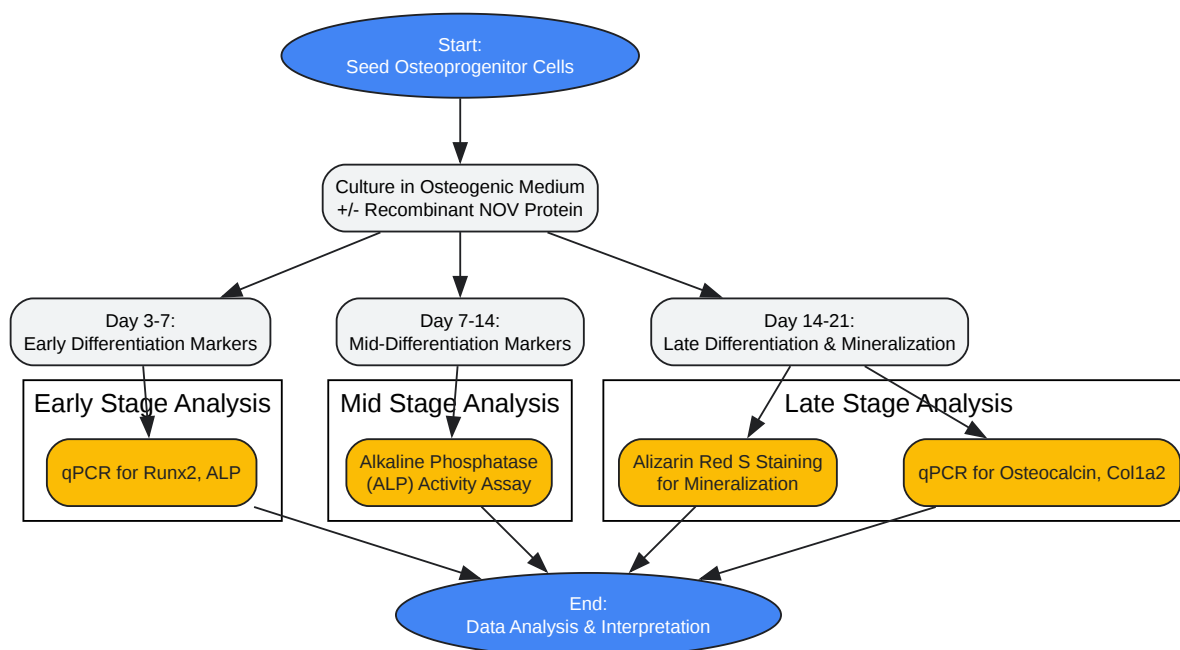 Start:
Seed Osteoprogenitor Cells
Culture in Osteogenic Medium
+/- Recombinant NOV Protein
Day 3-7:
Early Differentiation Markers
Day 7-14:
Mid-Differentiation Markers
Day 14-21:
Late Differentiation & Mineralization
Early Stage Analysis
Mid Stage Analysis
Late Stage Analysis
qPCR for Runx2, ALP
Alkaline Phosphatase
(ALP) Activity Assay
Alizarin Red S Staining
for Mineralization
qPCR for Osteocalcin, Col1a2
End:
Data Analysis & Interpretation